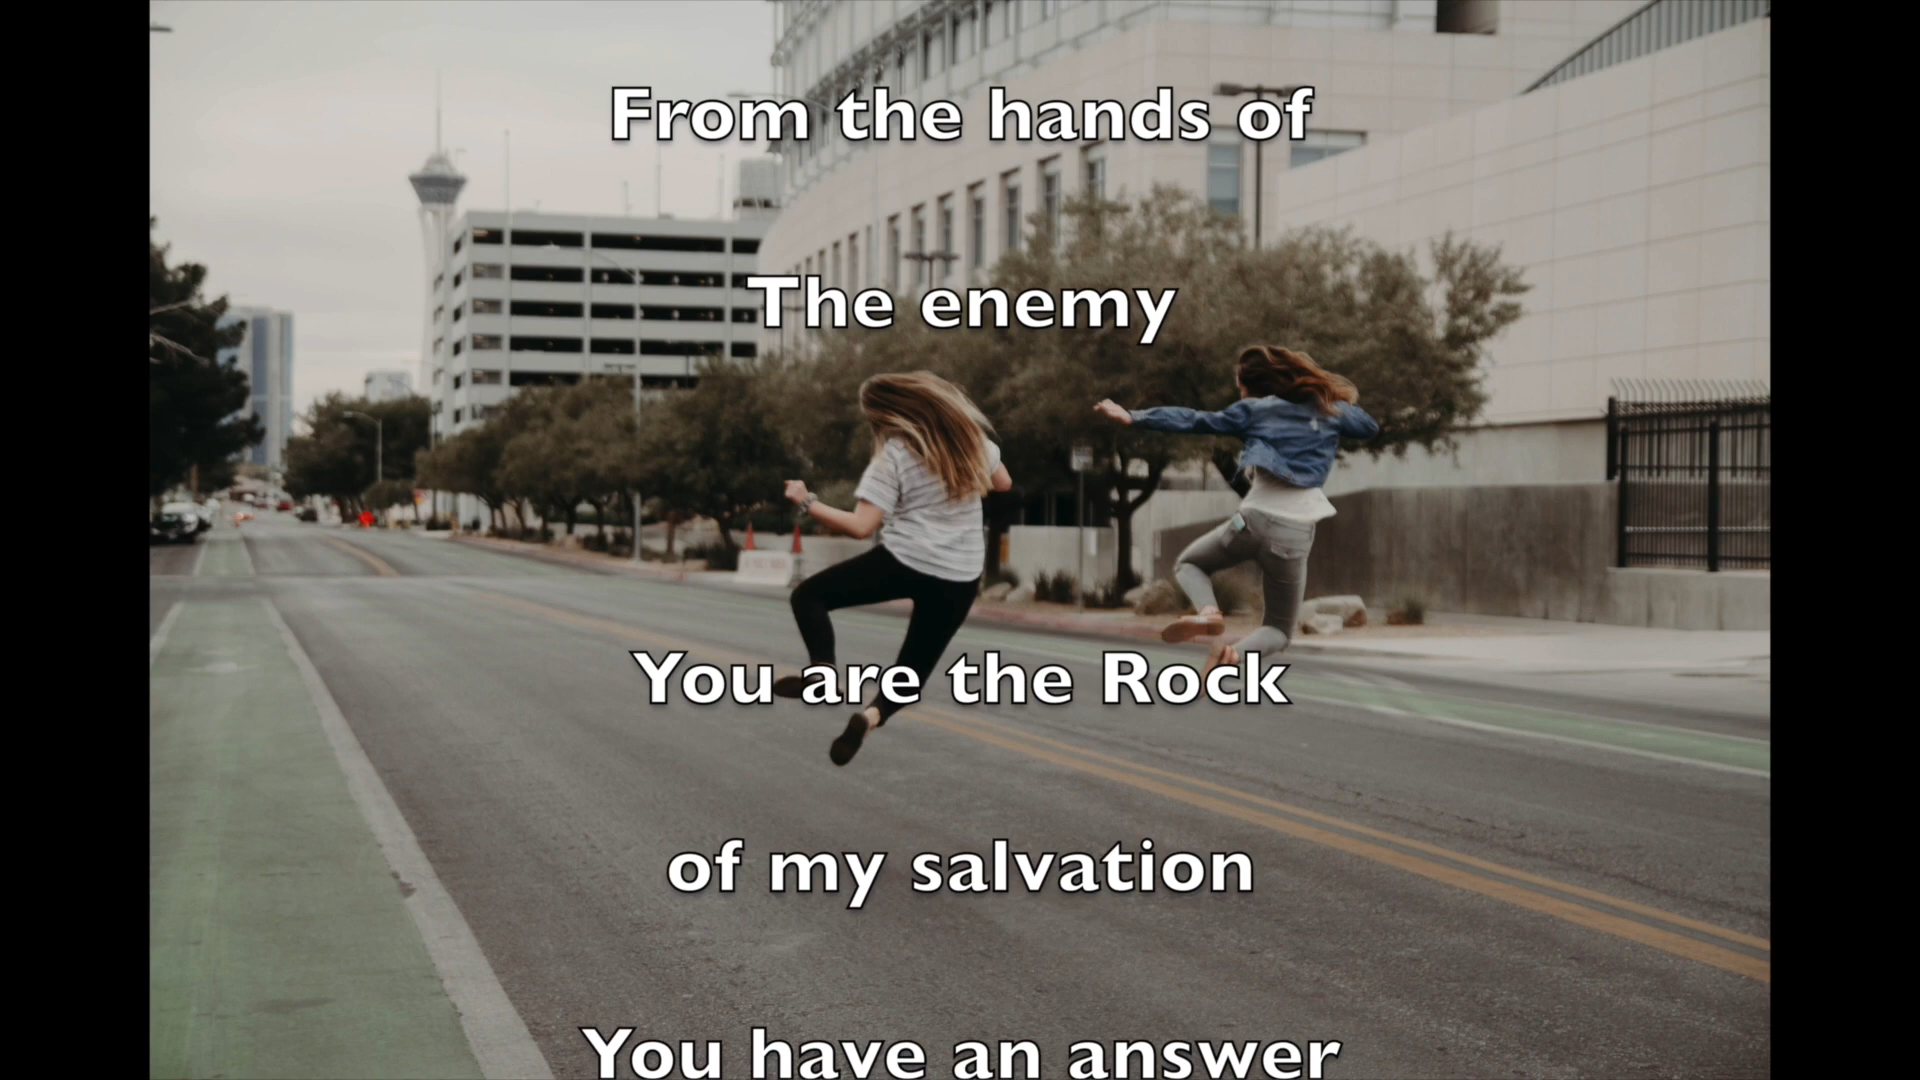 From the hands of
The enemy
You are the Rock
of my salvation
You have an answer